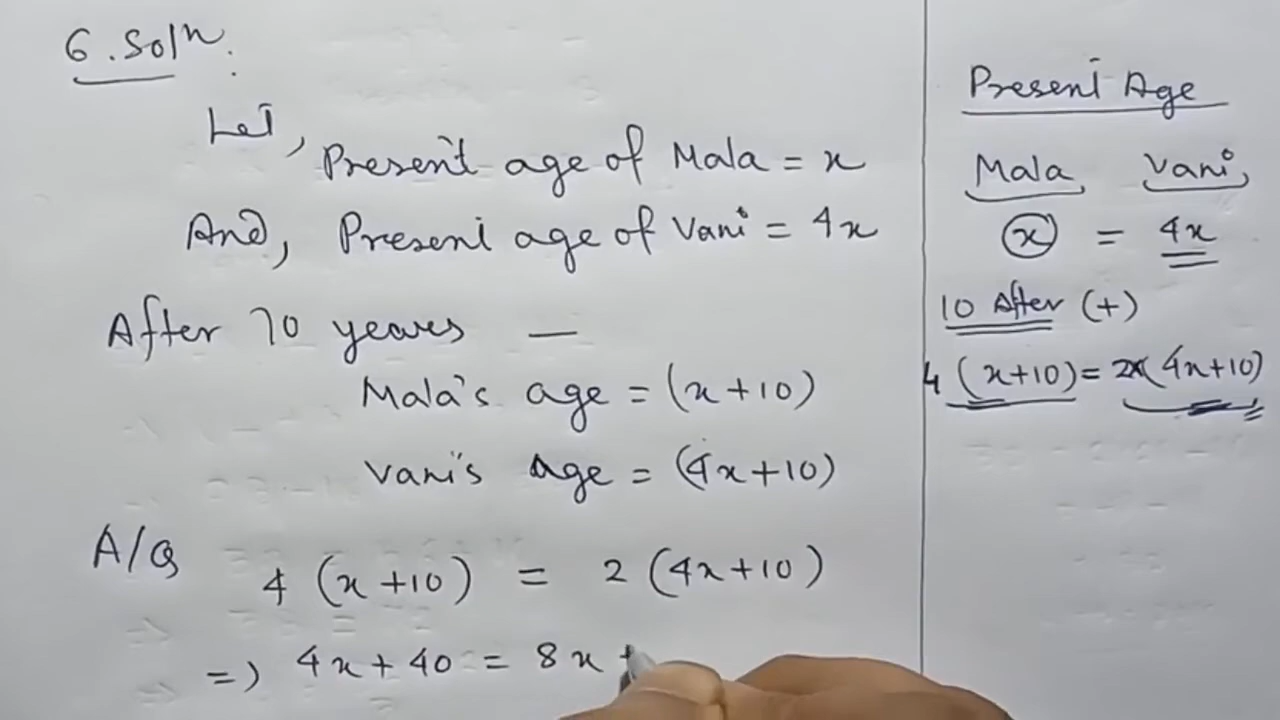 6. Solⁿ.
Let,
Present age of Mala = x
And, Present age of Vani = 4x
After 10 years —
Mala's age = (x+10)
Vani's age = (4x+10)
A/Q
4 (x+10) = 2 (4x+10)
=> 4x + 40 = 8x +
Present Age
Mala Vani
x = 4x
10 After (+)
4 (x+10) = 2(4x+10)